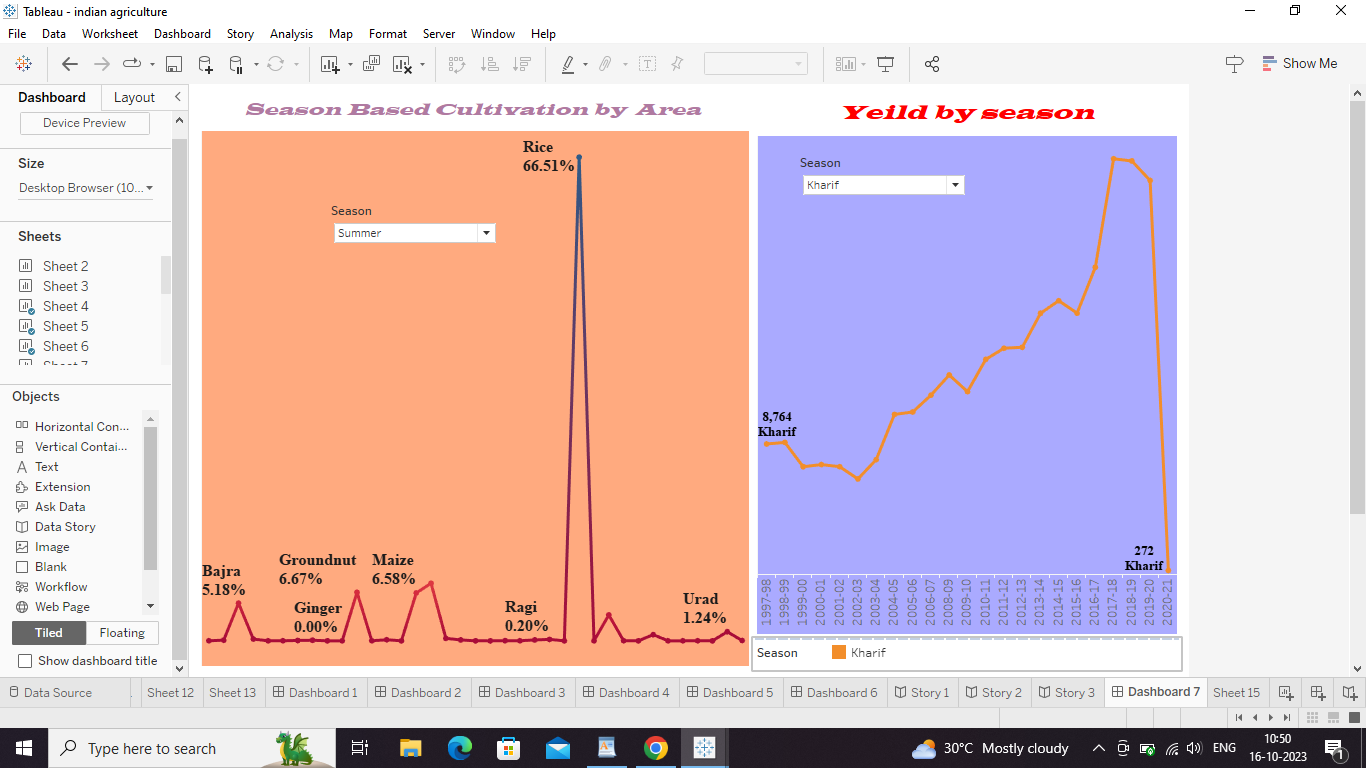 Tableau - indian agriculture
File Data Worksheet Dashboard Story Analysis Map Format Server Window Help
Show Me
Dashboard Layout
Device Preview
Size
Desktop Browser (10...
Sheets
Sheet 2
Sheet 3
Sheet 4
Sheet 5
Sheet 6
Objects
Horizontal Con...
Vertical Contai...
Text
Extension
Ask Data
Data Story
Image
Blank
Workflow
Web Page
Tiled Floating
Show dashboard title
Season Based Cultivation by Area
Rice
66.51%
Season
Summer
Bajra
5.18%
Groundnut
6.67%
Ginger
0.00%
Maize
6.58%
Ragi
0.20%
Urad
1.24%
Yeild by season
Season
Kharif
8,764
Kharif
272
Kharif
1997-98
1998-99
1999-00
2000-01
2001-02
2002-03
2003-04
2004-05
2005-06
2006-07
2008-09
2009-10
2010-11
2011-12
2012-13
2013-14
2014-15
2015-16
2016-17
2017-18
2018-19
2019-20
2020-21
Season Kharif
Data Source Sheet 12 Sheet 13 Dashboard 1 Dashboard 2 Dashboard 3 Dashboard 4 Dashboard 5 Dashboard 6 Story 1 Story 2 Story 3 Dashboard 7 Sheet 15
Type here to search
30°C Mostly cloudy
ENG
10:50
16-10-2023
1